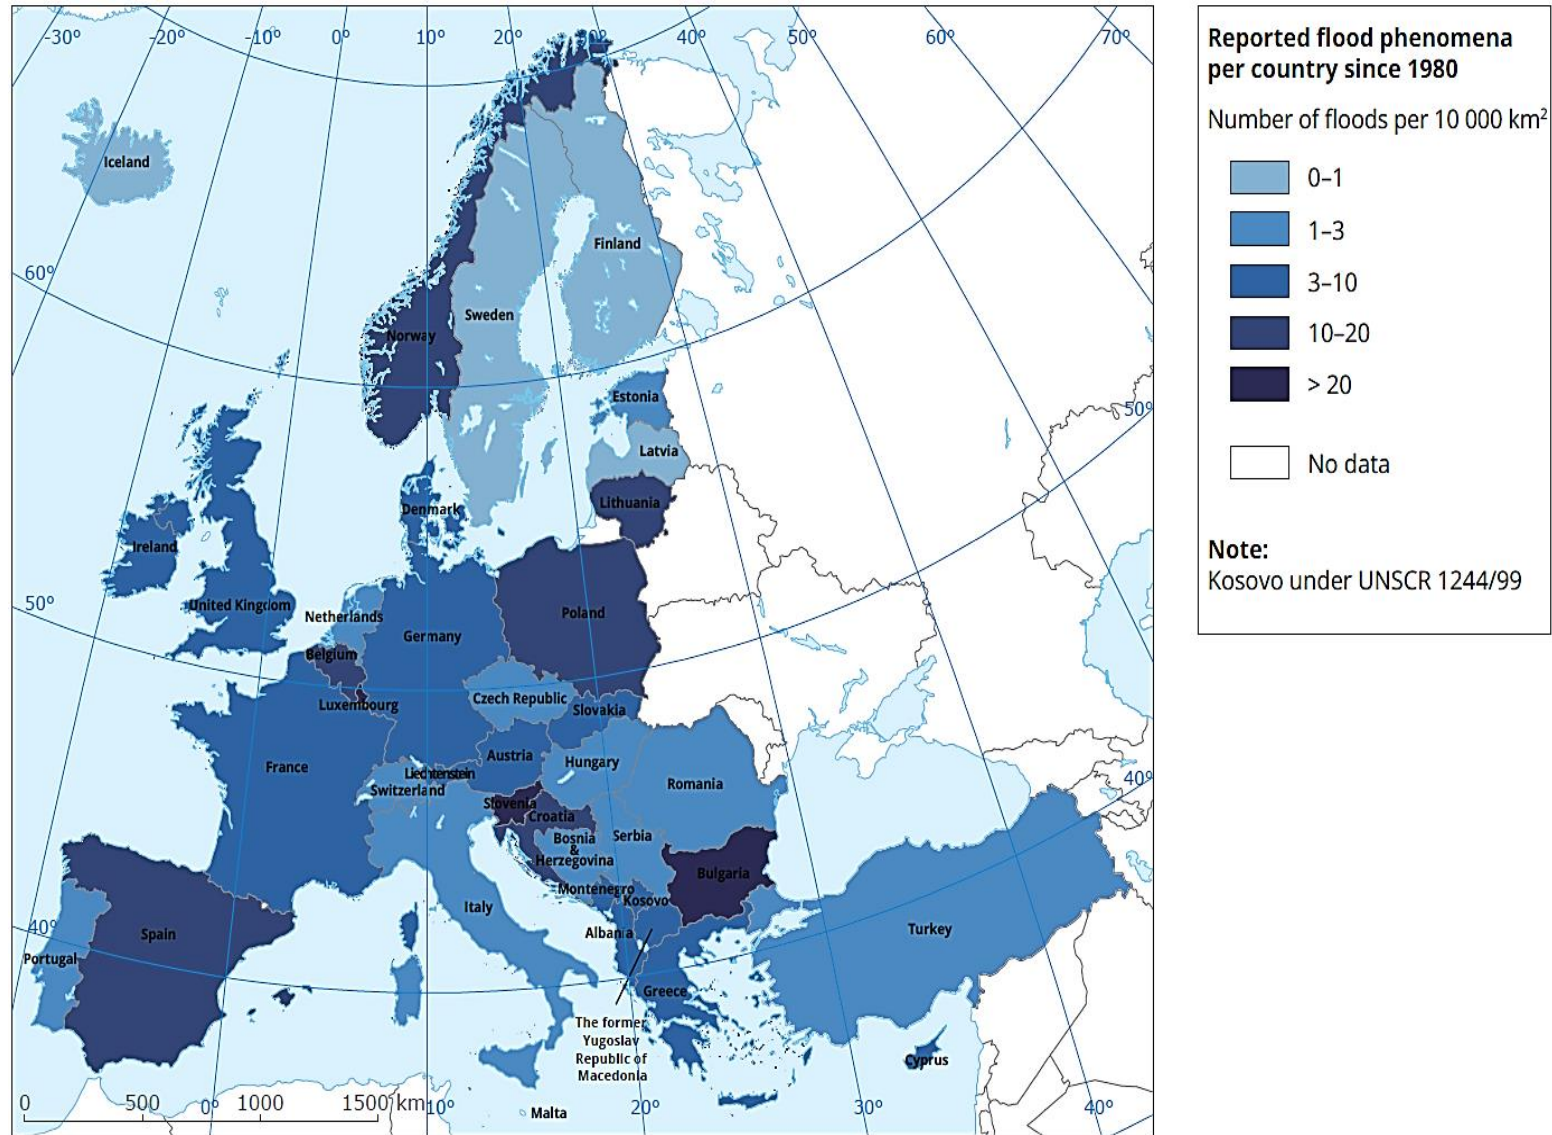 -30° -20° -10° 0° 10° 20° 30° 40° 50° 60° 70°
Iceland
Finland
60°
Sweden
Norway
Estonia
50°
Latvia
Lithuania
Denmark
Ireland
50°
United Kingdom
Netherlands
Poland
Germany
Belgium
Czech Republic
Luxembourg
Slovakia
Austria
France
Hungary
Liechtenstein
40°
Switzerland
Romania
Slovenia
Croatia
Serbia
Bosnia
&
Herzegovina
Bulgaria
Montenegro
Kosovo
Italy
40°
Spain
Albania
Turkey
Portugal
Greece
The former
Yugoslav
Republic of
Macedonia
Cyprus
Malta
0 500 1000 1500 km
0° 10° 20° 30° 40°
Reported flood phenomena
per country since 1980
Number of floods per 10 000 km²
0–1
1–3
3–10
10–20
> 20
No data
Note:
Kosovo under UNSCR 1244/99